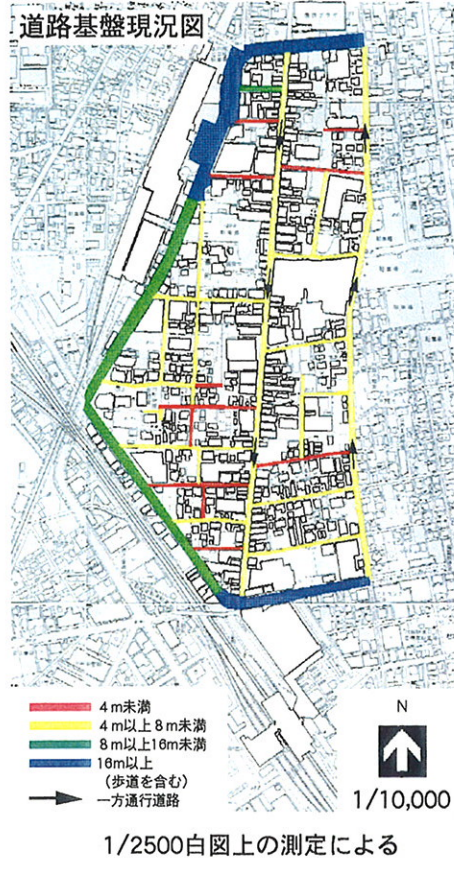 道路基盤現況図
4m未満
4m以上8m未満
8m以上16m未満
16m以上
(歩道を含む)
一方通行道路
N
1/10,000
1/2500白図上の測定による